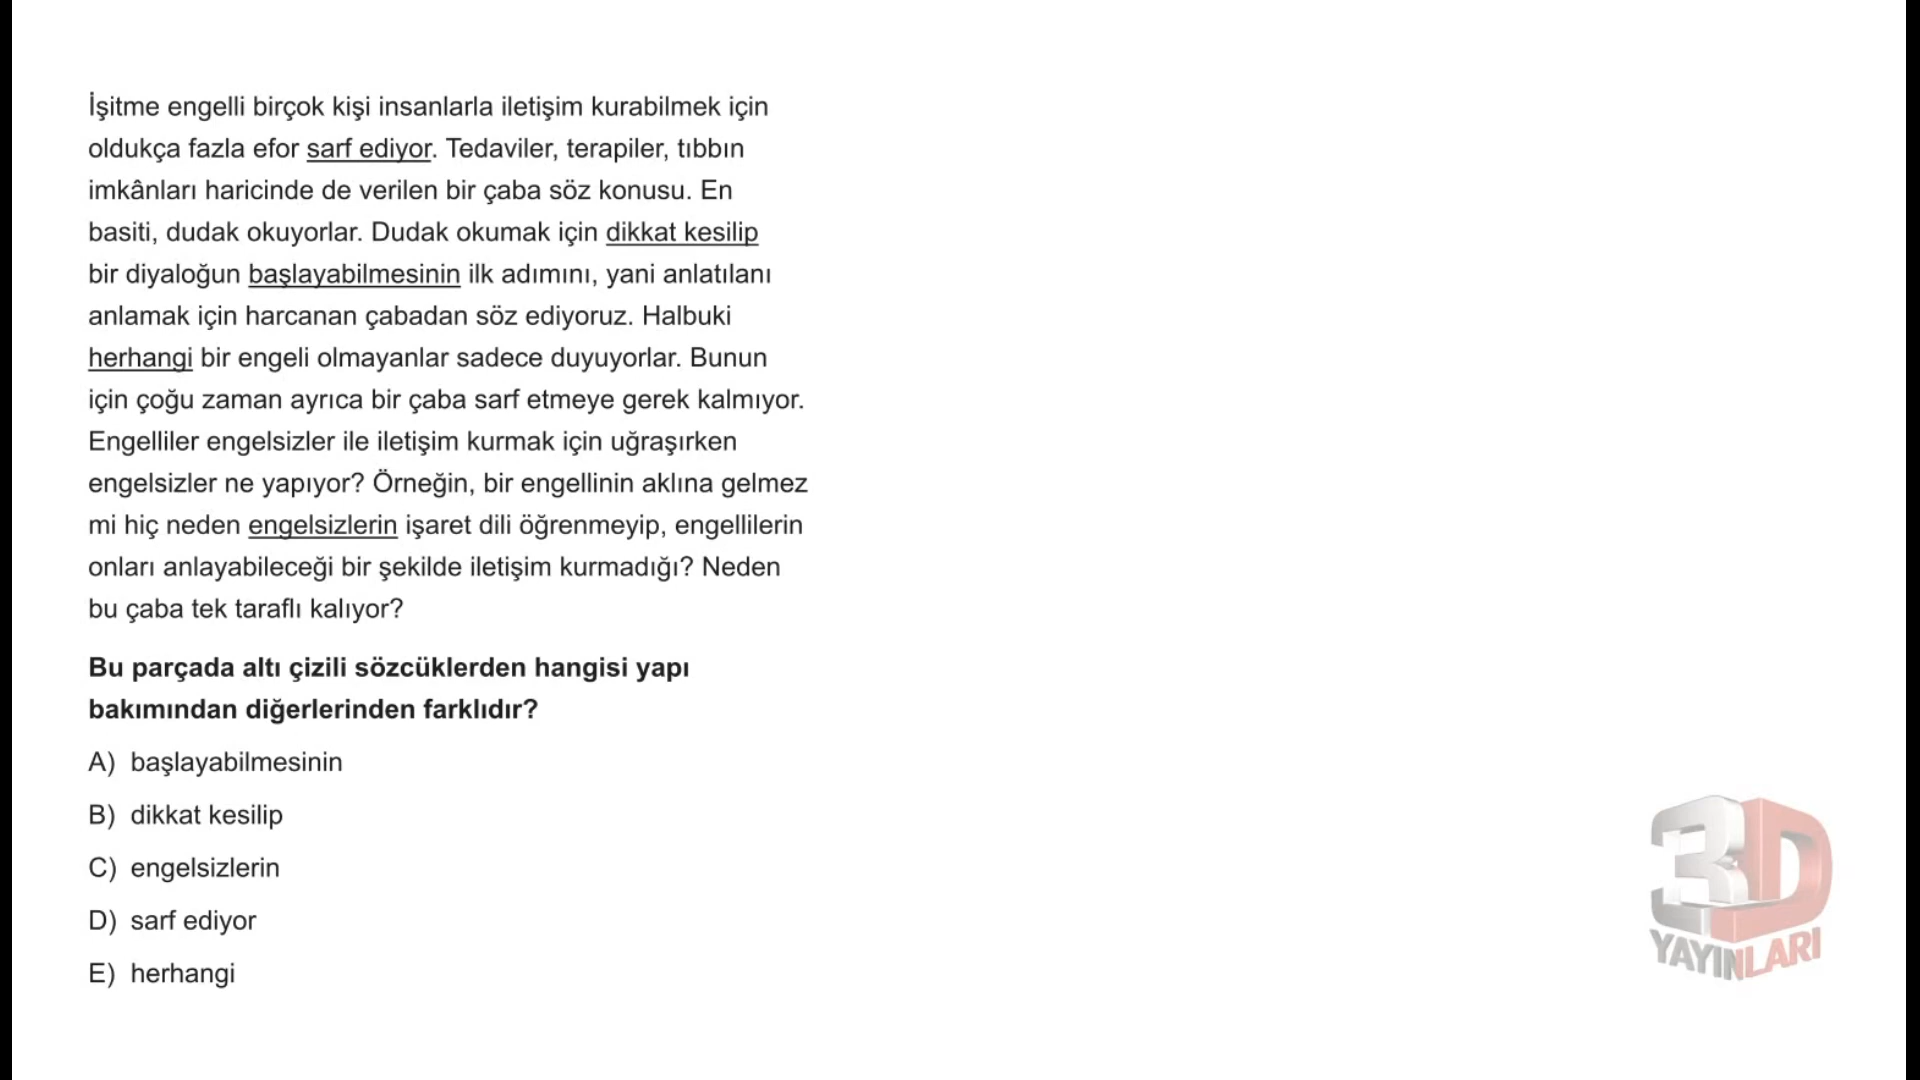 İşitme engelli birçok kişi insanlarla iletişim kurabilmek için
oldukça fazla efor sarf ediyor. Tedaviler, terapiler, tıbbın
imkânları haricinde de verilen bir çaba söz konusu. En
basiti, dudak okuyorlar. Dudak okumak için dikkat kesilip
bir diyaloğun başlayabilmesinin ilk adımını, yani anlatılanı
anlamak için harcanan çabadan söz ediyoruz. Halbuki
herhangi bir engeli olmayanlar sadece duyuyorlar. Bunun
için çoğu zaman ayrıca bir çaba sarf etmeye gerek kalmıyor.
Engelliler engelsizler ile iletişim kurmak için uğraşırken
engelsizler ne yapıyor? Örneğin, bir engellinin aklına gelmez
mi hiç neden engelsizlerin işaret dili öğrenmeyip, engellilerin
onları anlayabileceği bir şekilde iletişim kurmadığı? Neden
bu çaba tek taraflı kalıyor?
Bu parçada altı çizili sözcüklerden hangisi yapı
bakımından diğerlerinden farklıdır?
A) başlayabilmesinin
B) dikkat kesilip
C) engelsizlerin
D) sarf ediyor
E) herhangi
3D
YAYINLARI